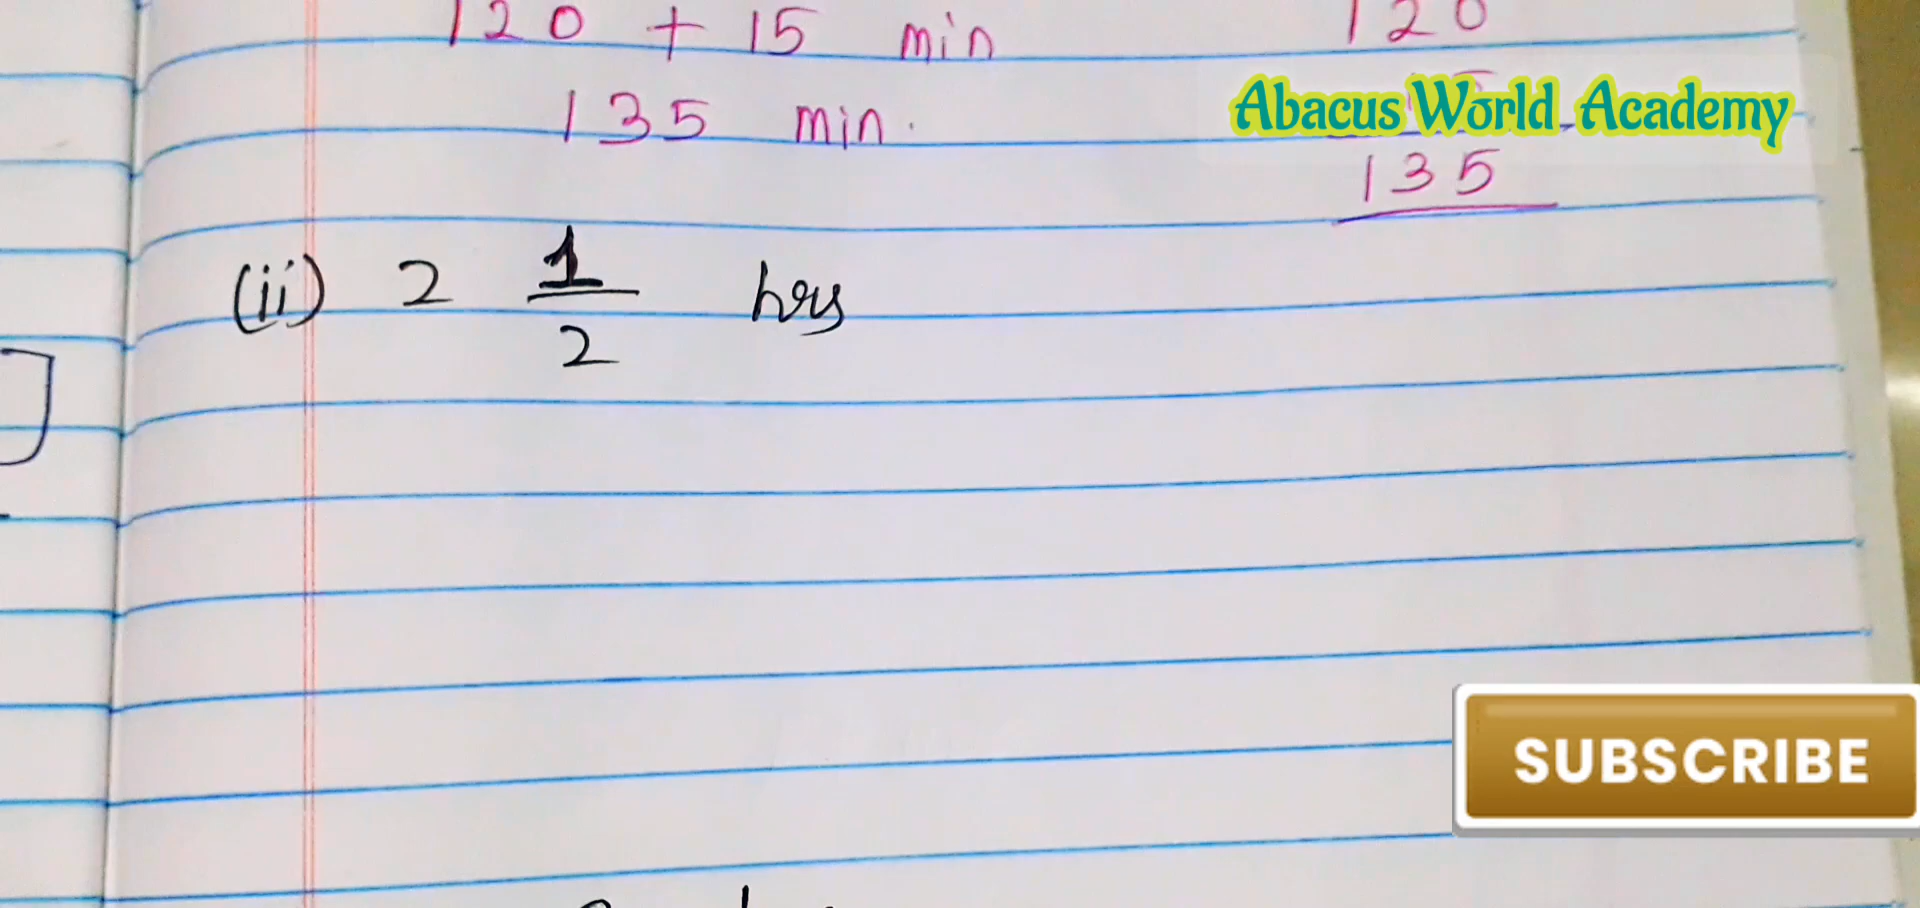 120 + 15 min 120
135 min.
Abacus World Academy
135
(ii) 2 1/2 hrs
SUBSCRIBE